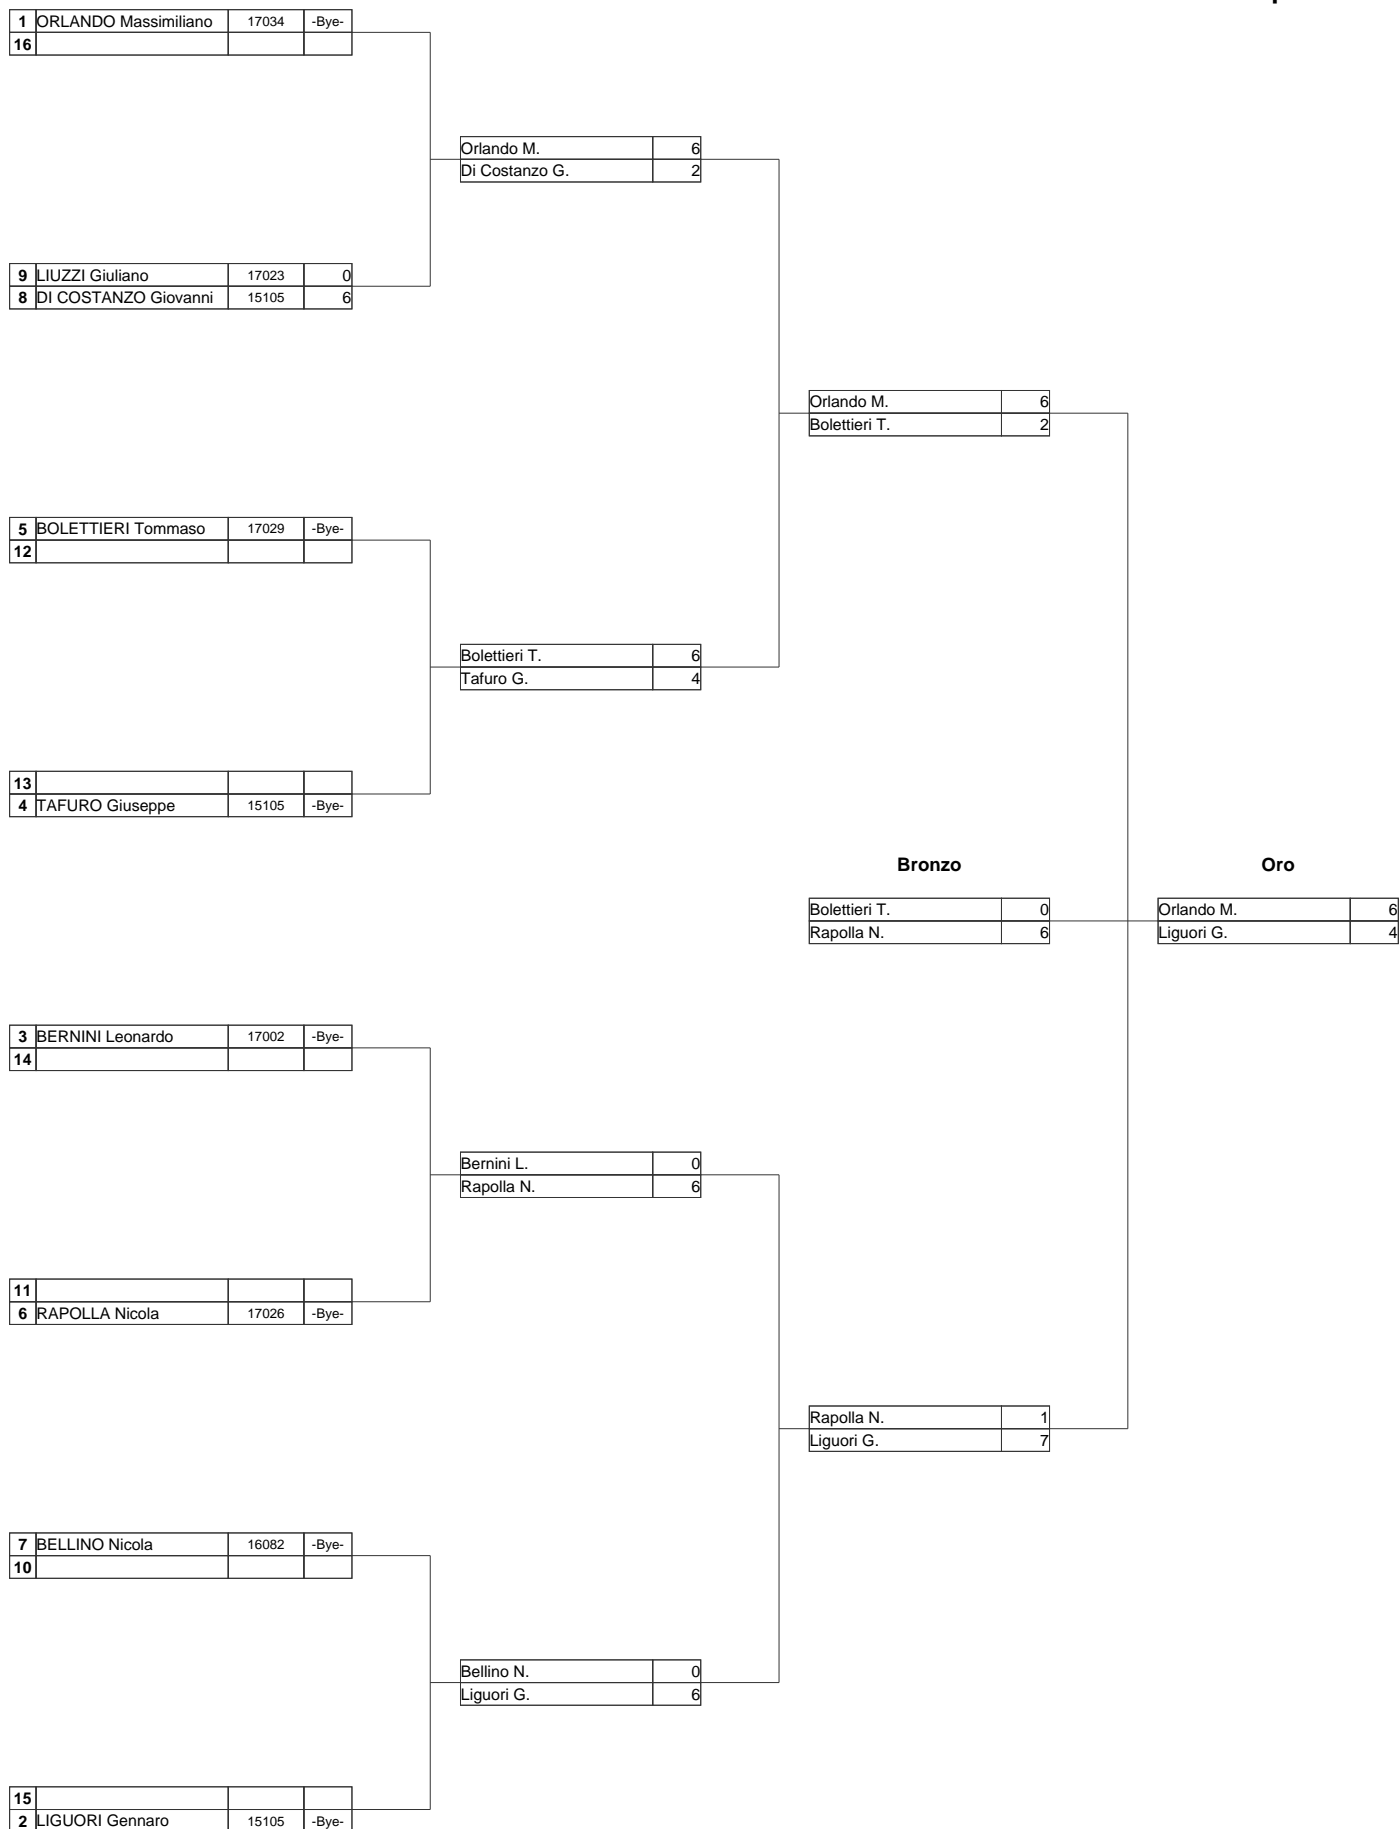 1 ORLANDO Massimiliano 17034 -Bye-
16
Orlando M. 6
Di Costanzo G. 2
9 LIUZZI Giuliano 17023 0
8 DI COSTANZO Giovanni 15105 6
Orlando M. 6
Bolettieri T. 2
5 BOLETTIERI Tommaso 17029 -Bye-
12
Bolettieri T. 6
Tafuro G. 4
13
4 TAFURO Giuseppe 15105 -Bye-
Bronzo Oro
Bolettieri T. 0 Orlando M. 6
Rapolla N. 6 Liguori G. 4
3 BERNINI Leonardo 17002 -Bye-
14
Bernini L. 0
Rapolla N. 6
11
6 RAPOLLA Nicola 17026 -Bye-
Rapolla N. 1
Liguori G. 7
7 BELLINO Nicola 16082 -Bye-
10
Bellino N. 0
Liguori G. 6
15
2 LIGUORI Gennaro 15105 -Bye-